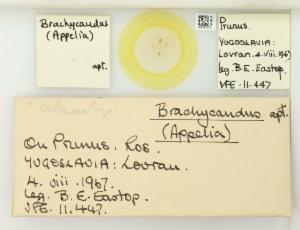 Brachycaudus
(Appelia)
apt.
Prunus.
YUGOSLAVIA:
Lovran. 4.viii.1967
leg. B.E. Eastop.
VFE. 11.447
Brachycaudus apt.
(Appelia)
On Prunus. Ros.
YUGOSLAVIA: Lovran.
4. viii. 1967.
Leg. B. E. Eastop.
VFE. 11.447.